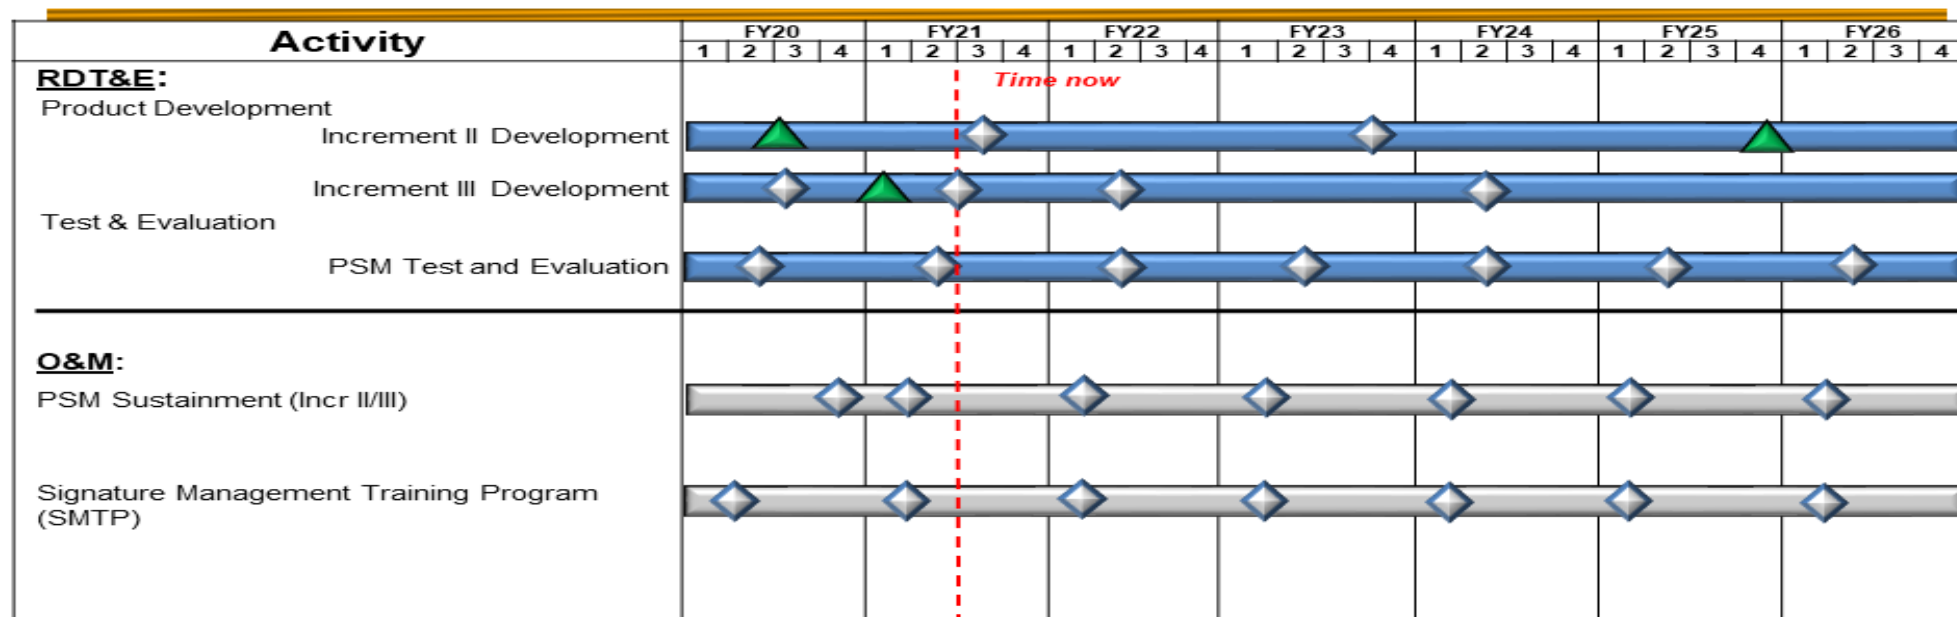 Activity
FY20 FY21 FY22 FY23 FY24 FY25 FY26
1 2 3 4 1 2 3 4 1 2 3 4 1 2 3 4 1 2 3 4 1 2 3 4 1 2 3 4
RDT&E:
Time now
Product Development
Increment II Development
Increment III Development
Test & Evaluation
PSM Test and Evaluation
O&M:
PSM Sustainment (Incr II/III)
Signature Management Training Program
(SMTP)